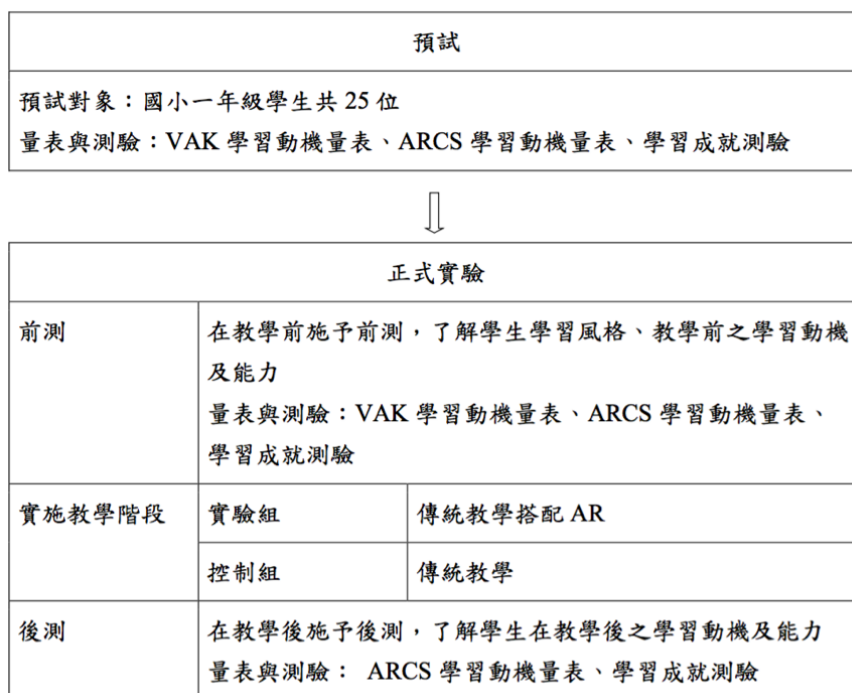 預試
預試對象：國小一年級學生共 25 位
量表與測驗：VAK 學習動機量表、ARCS 學習動機量表、學習成就測驗
正式實驗
前測
在教學前施予前測，了解學生學習風格、教學前之學習動機
及能力
量表與測驗：VAK 學習動機量表、ARCS 學習動機量表、
學習成就測驗
實施教學階段
實驗組
傳統教學搭配 AR
控制組
傳統教學
後測
在教學後施予後測，了解學生在教學後之學習動機及能力
量表與測驗： ARCS 學習動機量表、學習成就測驗